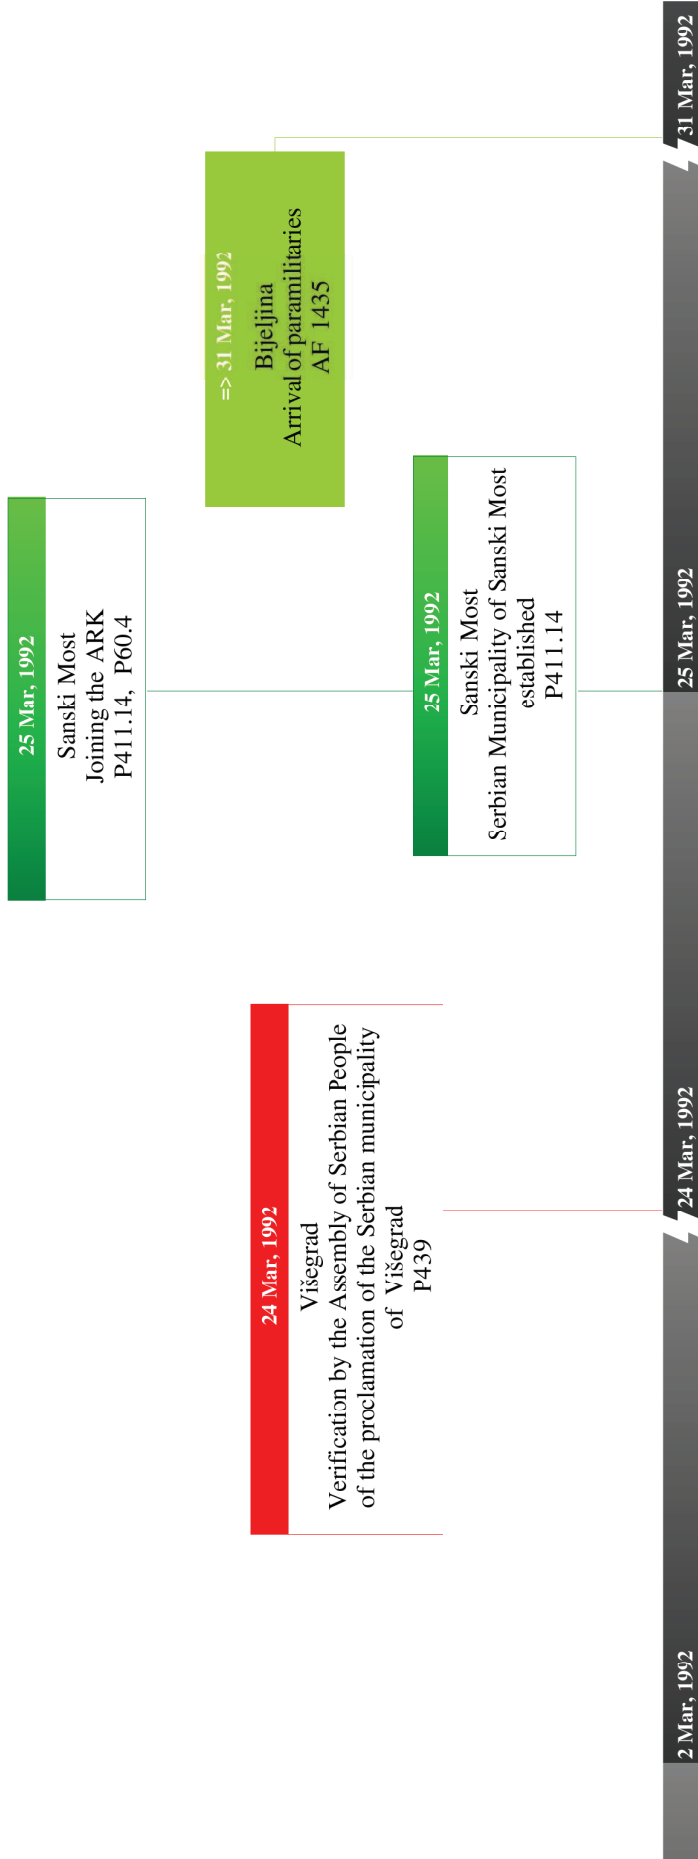 25 Mar, 1992
Sanski Most
Joining the ARK
P411.14, P60.4
=> 31 Mar, 1992
Bijeljina
Arrival of paramilitaries
AF 1435
24 Mar, 1992
Višegrad
Verification by the Assembly of Serbian People
of the proclamation of the Serbian municipality
of Višegrad
P439
25 Mar, 1992
Sanski Most
Serbian Municipality of Sanski Most
established
P411.14
2 Mar, 1992
24 Mar, 1992
25 Mar, 1992
31 Mar, 1992